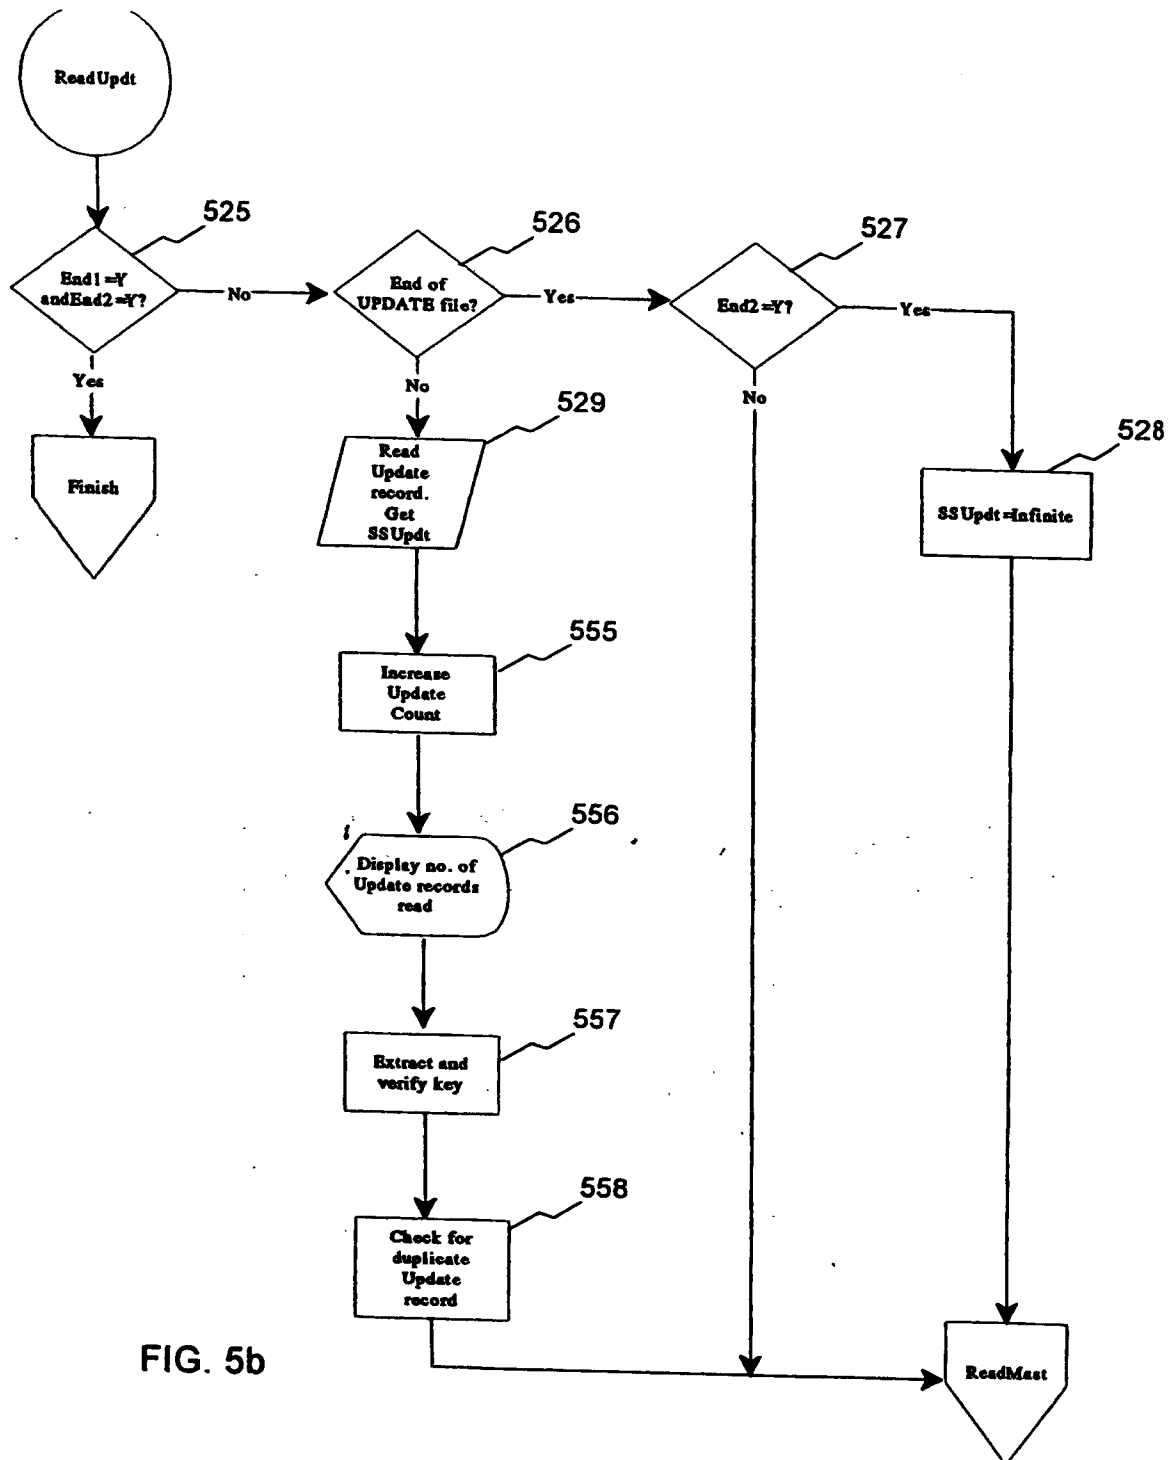 ReadUpdt
525
End1=Y
andEnd2=Y?
No
526
End of
UPDATE file?
Yes
527
End2=Y?
Yes
Yes
Finish
No
529
Read
Update
record.
Get
SSUpdt
No
528
SSUpdt=Infinite
555
Increase
Update
Count
556
Display no. of
Update records
read
557
Extract and
verify key
558
Check for
duplicate
Update
record
ReadMast
FIG. 5b